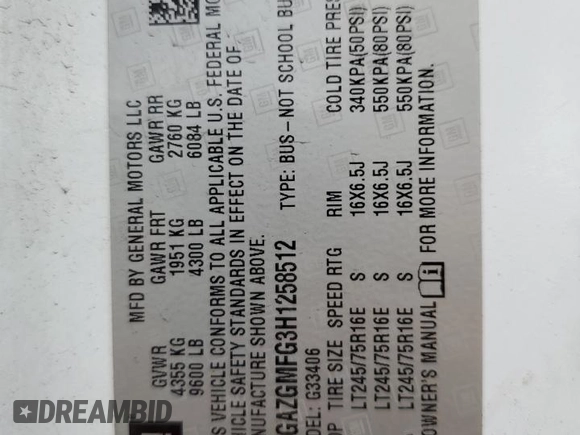 MFD BY GENERAL MOTORS LLC
GVWR GAWR FRT GAWR RR
4355 KG 1951 KG 2760 KG
9600 LB 4300 LB 6084 LB
S VEHICLE CONFORMS TO ALL APPLICABLE U.S. FEDERAL MO
HICLE SAFETY STANDARDS IN EFFECT ON THE DATE OF
NUFACTURE SHOWN ABOVE.
GAZGMFG3H1258512 TYPE: BUS–NOT SCHOOL BU
DEL: G33406
OP TIRE SIZE SPEED RTG RIM COLD TIRE PRES
LT245/75R16E S 16X6.5J 340KPA(50PSI)
LT245/75R16E S 16X6.5J 550KPA(80PSI)
LT245/75R16E S 16X6.5J 550KPA(80PSI)
OWNER'S MANUAL FOR MORE INFORMATION.
GM
DREAMBID